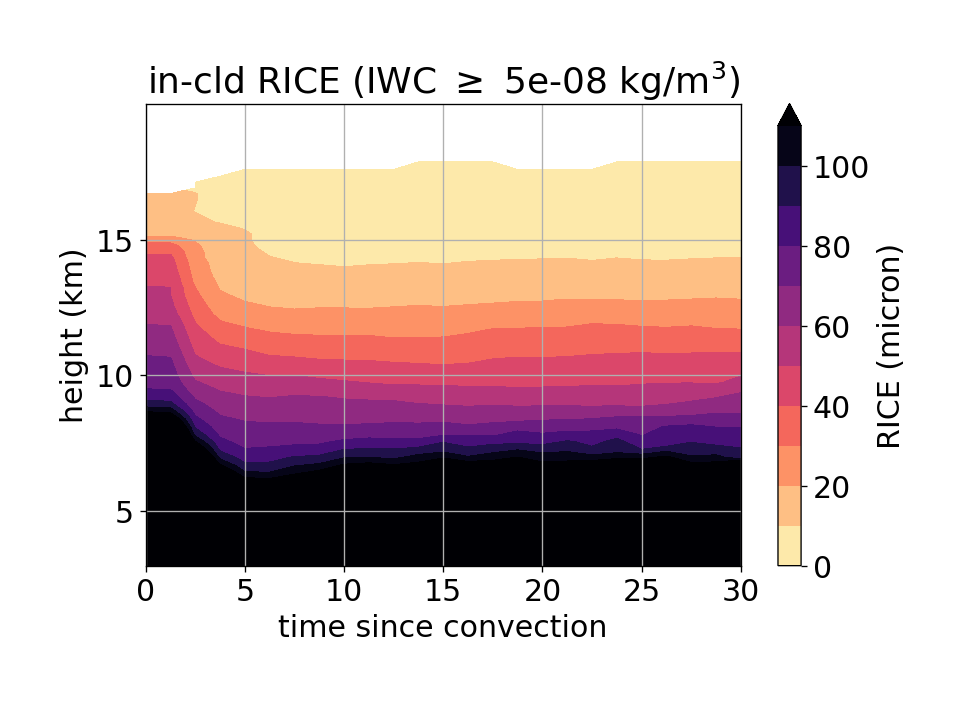 in-cld RICE (IWC ≥ 5e-08 kg/m³)
15
10
5
height (km)
0 5 10 15 20 25 30
time since convection
100
80
60
40
20
0
RICE (micron)